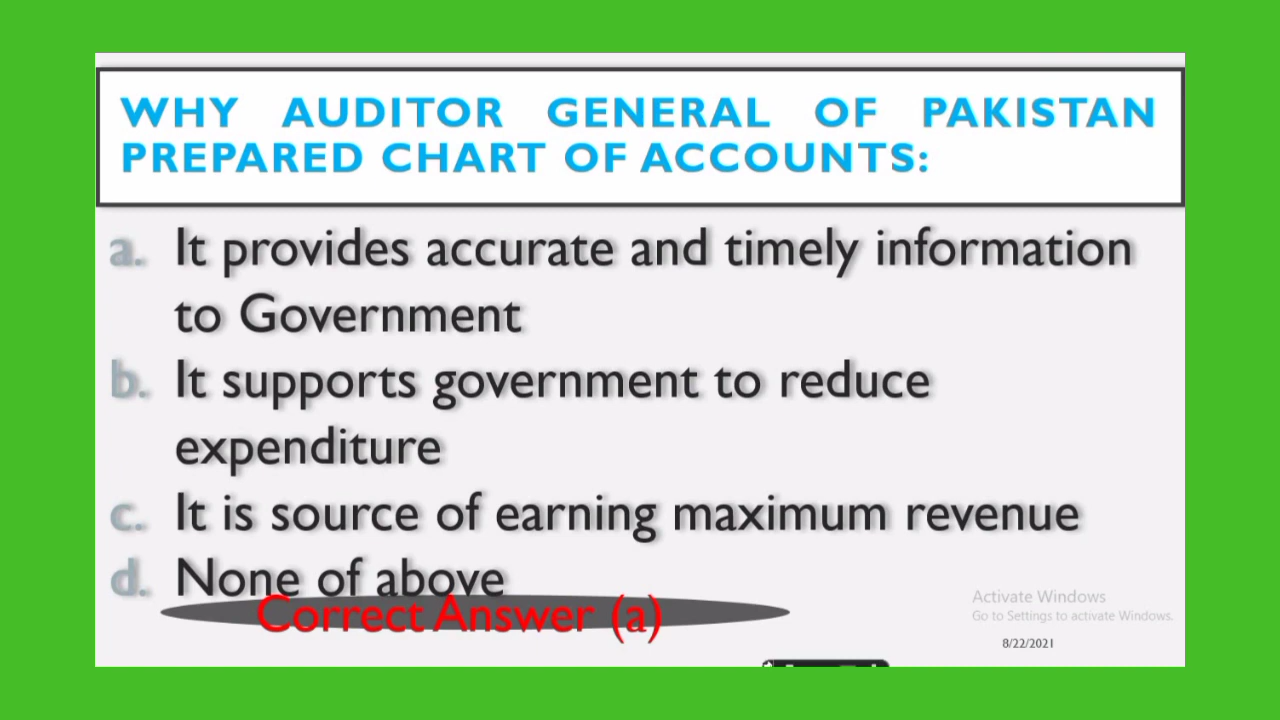 WHY AUDITOR GENERAL OF PAKISTAN
PREPARED CHART OF ACCOUNTS:
a. It provides accurate and timely information
to Government
b. It supports government to reduce
expenditure
c. It is source of earning maximum revenue
d. None of above
Correct Answer (a)
Activate Windows
Go to Settings to activate Windows.
8/22/2021